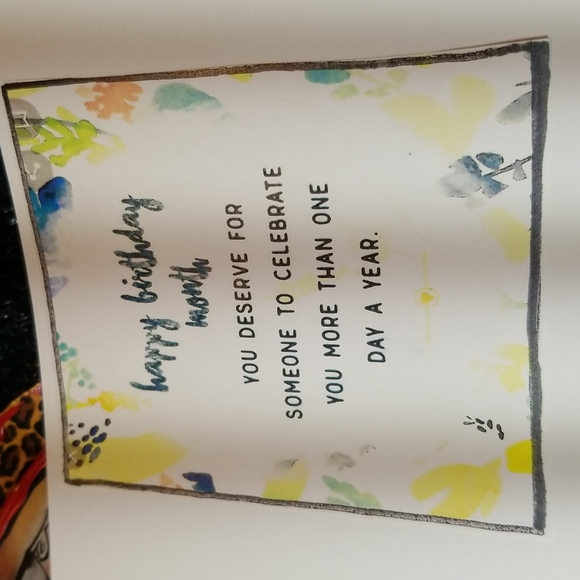 happy birthday
month
YOU DESERVE FOR
SOMEONE TO CELEBRATE
YOU MORE THAN ONE
DAY A YEAR.